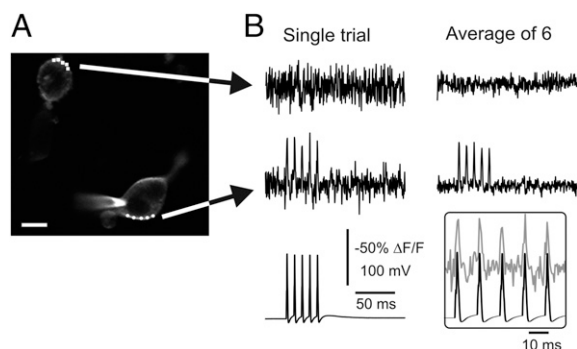 A
B
Single trial
Average of 6
-50% ΔF/F
100 mV
50 ms
10 ms